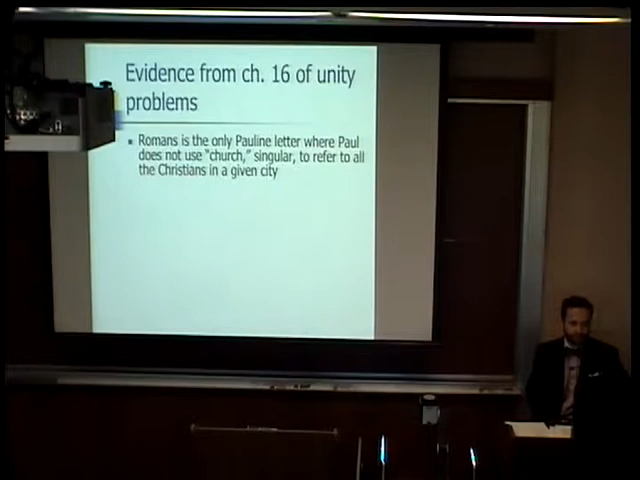 Evidence from ch. 16 of unity
problems
Romans is the only Pauline letter where Paul
does not use "church," singular, to refer to all
the Christians in a given city